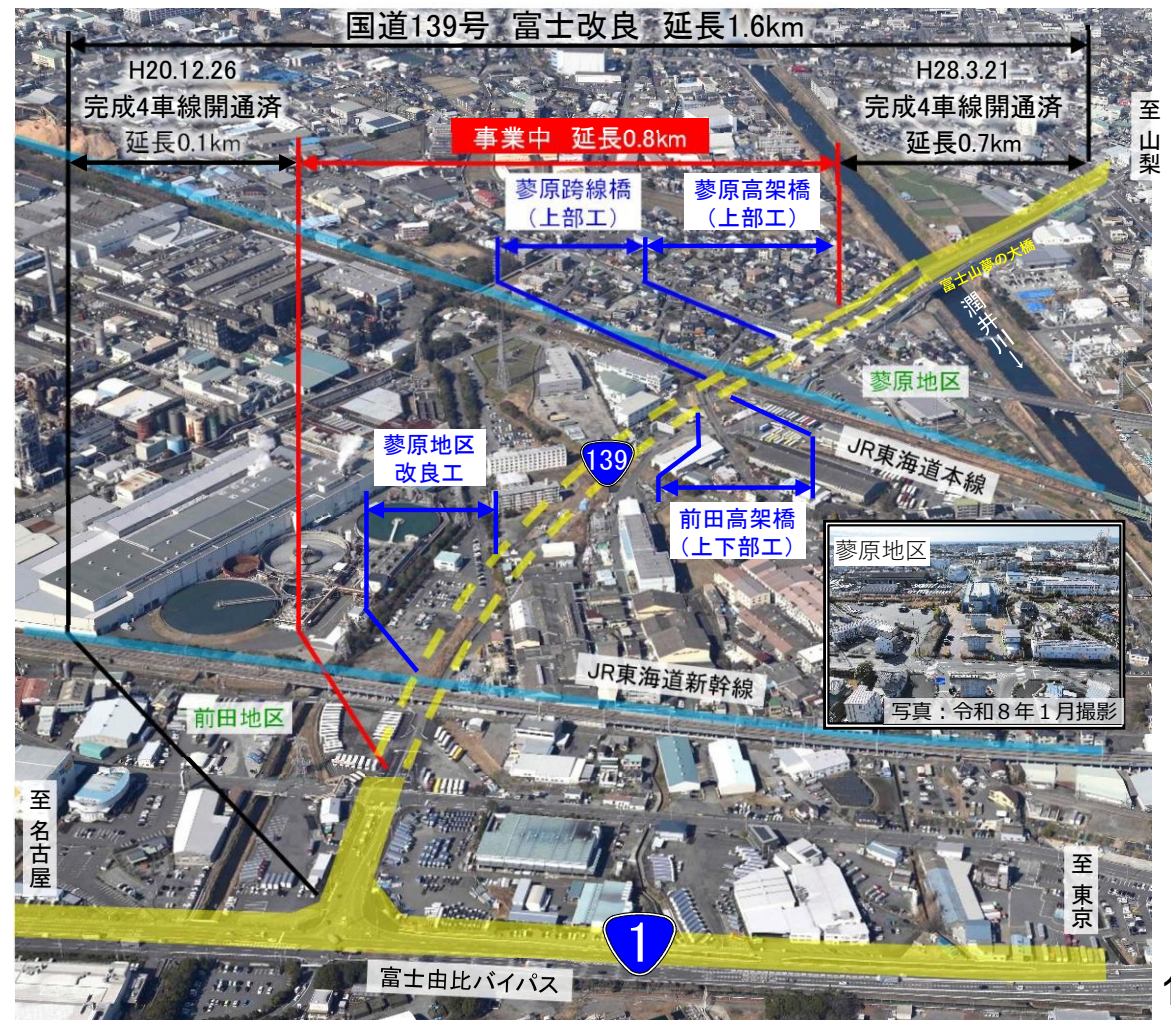 国道139号 富士改良 延長1.6km
H20.12.26
完成4車線開通済
延長0.1km
事業中 延長0.8km
H28.3.21
完成4車線開通済
延長0.7km
至 山梨
蓼原跨線橋
（上部工）
蓼原高架橋
（上部工）
富士山夢の大橋
潤井川→
蓼原地区
JR東海道本線
139
蓼原地区
改良工
前田高架橋
（上下部工）
蓼原地区
写真：令和８年１月撮影
JR東海道新幹線
前田地区
至 名古屋
至 東京
1
富士由比バイパス
1